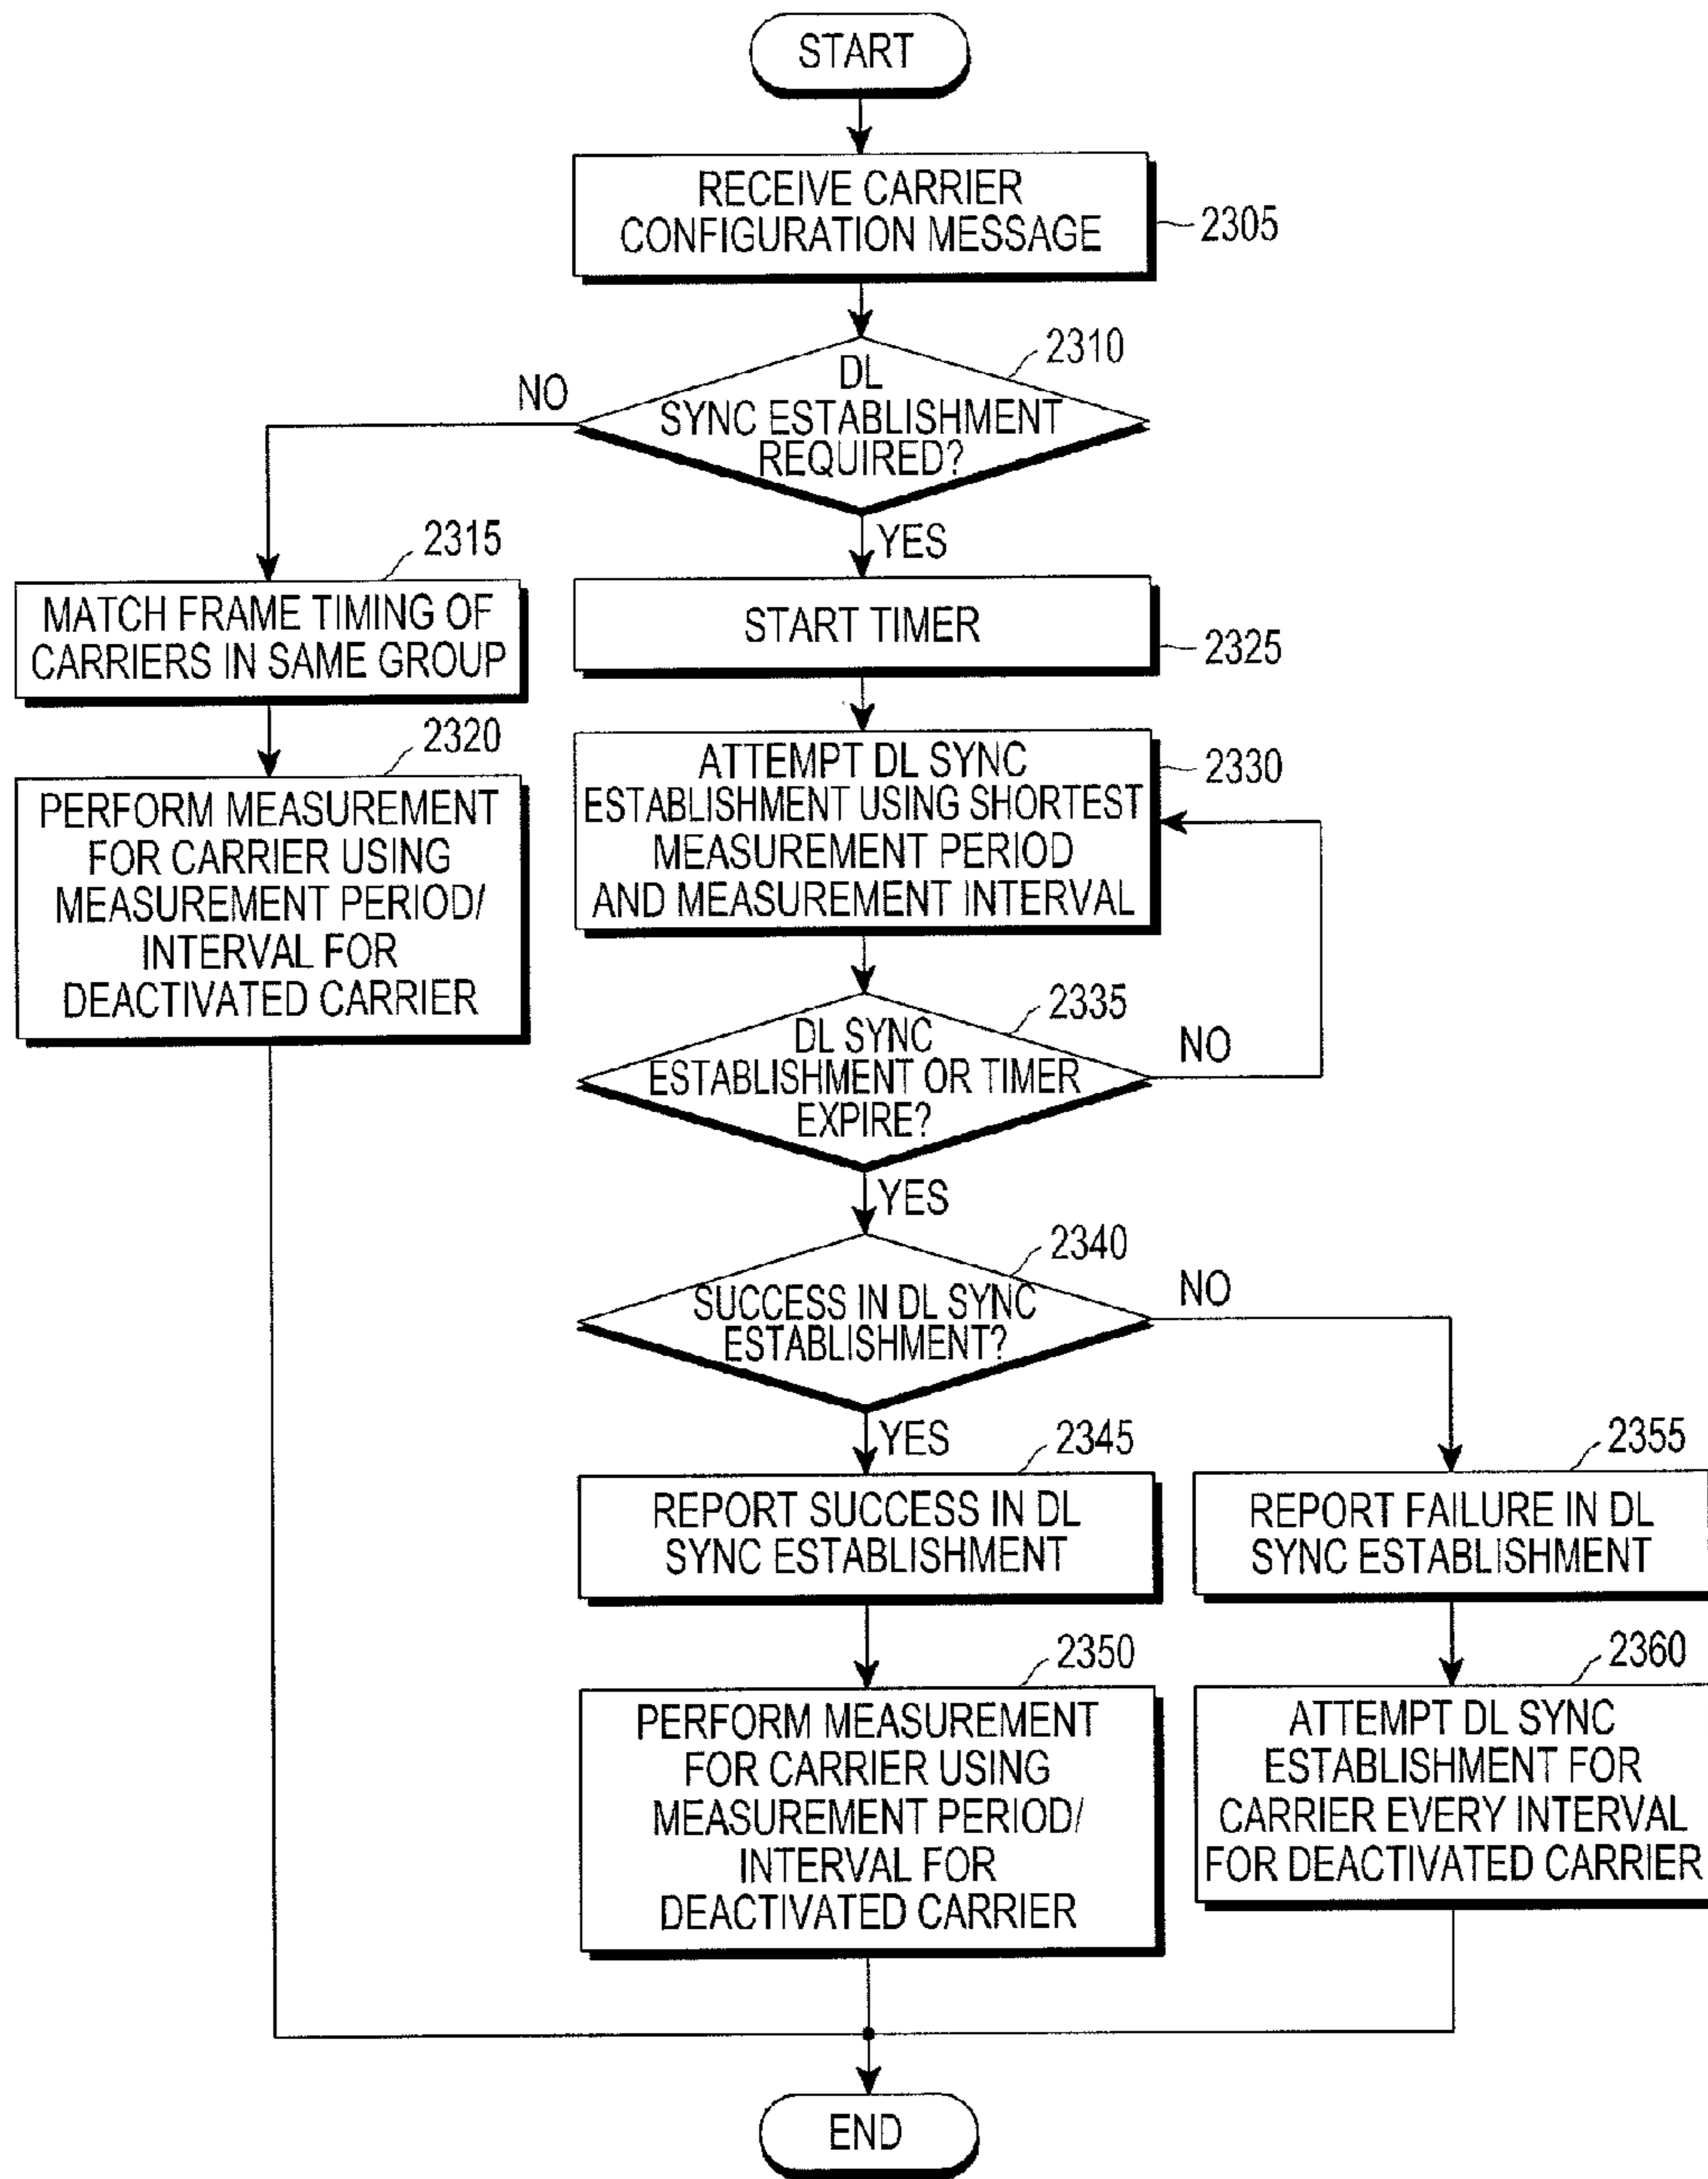 START
RECEIVE CARRIER
CONFIGURATION MESSAGE
2305
2310
DL
SYNC ESTABLISHMENT
REQUIRED?
NO
YES
2315
MATCH FRAME TIMING OF
CARRIERS IN SAME GROUP
START TIMER
2325
2320
PERFORM MEASUREMENT
FOR CARRIER USING
MEASUREMENT PERIOD/
INTERVAL FOR
DEACTIVATED CARRIER
ATTEMPT DL SYNC
ESTABLISHMENT USING SHORTEST
MEASUREMENT PERIOD
AND MEASUREMENT INTERVAL
2330
2335
DL SYNC
ESTABLISHMENT OR TIMER
EXPIRE?
NO
YES
2340
SUCCESS IN DL SYNC
ESTABLISHMENT?
NO
YES
2345
REPORT SUCCESS IN DL
SYNC ESTABLISHMENT
2355
REPORT FAILURE IN DL
SYNC ESTABLISHMENT
2350
PERFORM MEASUREMENT
FOR CARRIER USING
MEASUREMENT PERIOD/
INTERVAL FOR
DEACTIVATED CARRIER
2360
ATTEMPT DL SYNC
ESTABLISHMENT FOR
CARRIER EVERY INTERVAL
FOR DEACTIVATED CARRIER
END